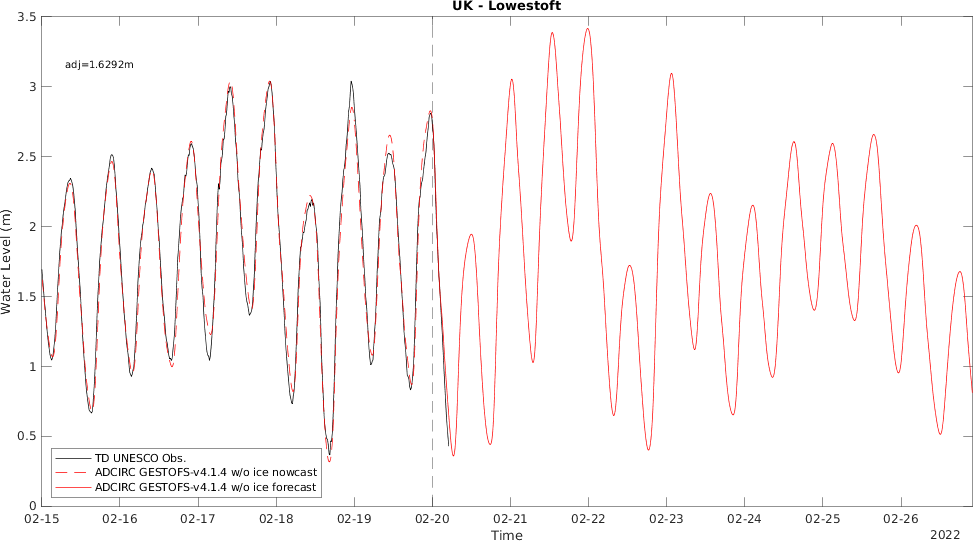 UK - Lowestoft
3.5
adj=1.6292m
3
2.5
2
1.5
1
0.5
0
Water Level (m)
TD UNESCO Obs.
ADCIRC GESTOFS-v4.1.4 w/o ice nowcast
ADCIRC GESTOFS-v4.1.4 w/o ice forecast
02-15 02-16 02-17 02-18 02-19 02-20 02-21 02-22 02-23 02-24 02-25 02-26
Time
2022